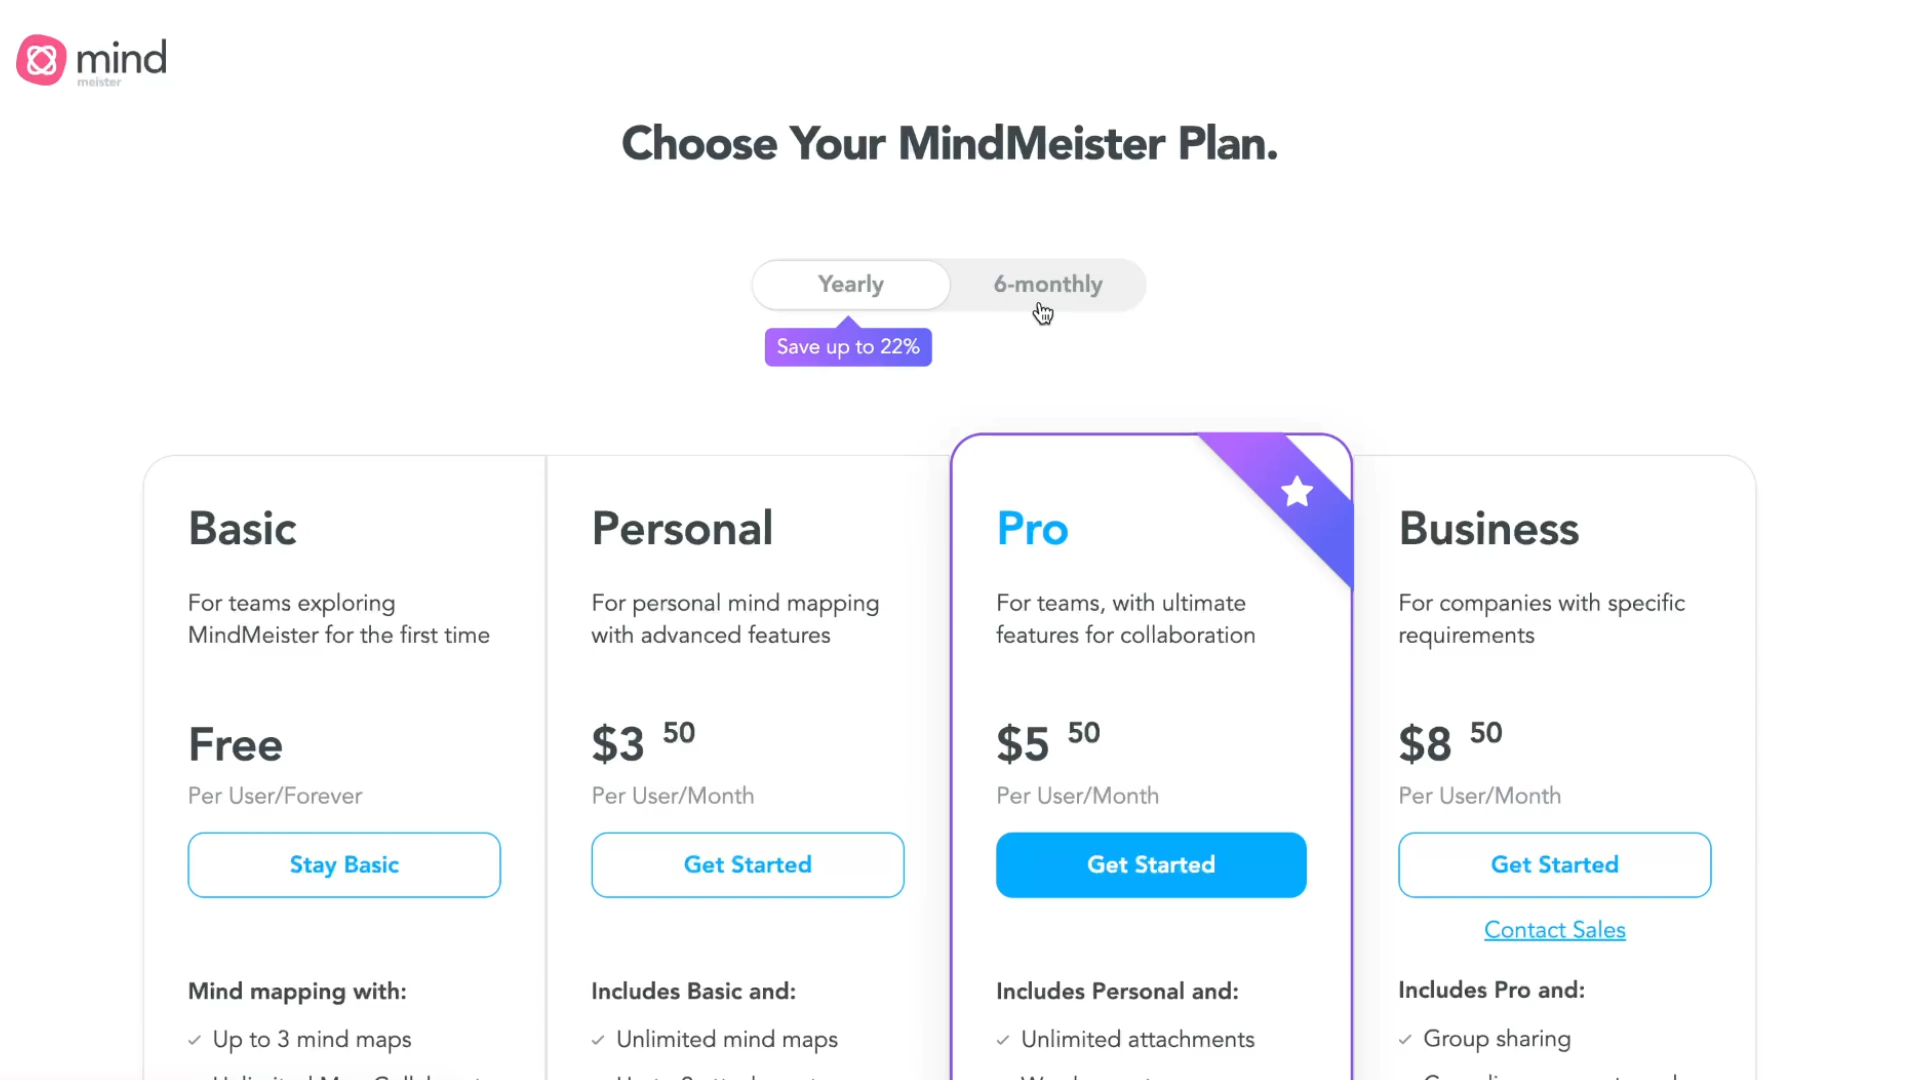 mind
meister
Choose Your MindMeister Plan.
Yearly
6-monthly
Save up to 22%
Basic
For teams exploring
MindMeister for the first time
Free
Per User/Forever
Stay Basic
Mind mapping with:
Up to 3 mind maps
Personal
For personal mind mapping
with advanced features
$3 50
Per User/Month
Get Started
Includes Basic and:
Unlimited mind maps
Pro
For teams, with ultimate
features for collaboration
$5 50
Per User/Month
Get Started
Includes Personal and:
Unlimited attachments
Business
For companies with specific
requirements
$8 50
Per User/Month
Get Started
Contact Sales
Includes Pro and:
Group sharing